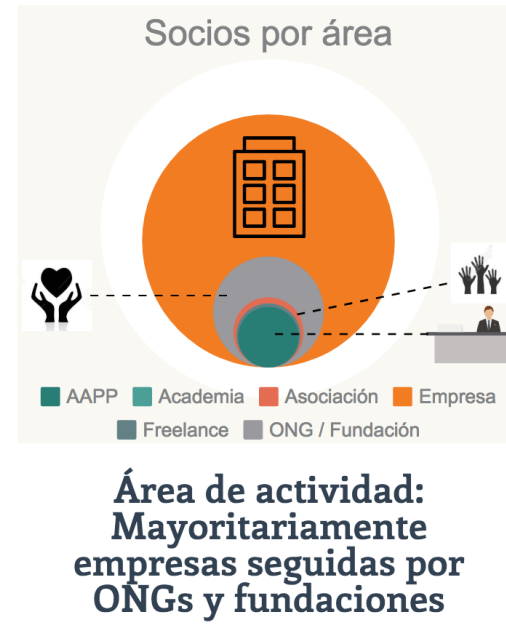 Socios por área
AAPP Academia Asociación Empresa
Freelance ONG / Fundación
Área de actividad:
Mayoritariamente
empresas seguidas por
ONGs y fundaciones